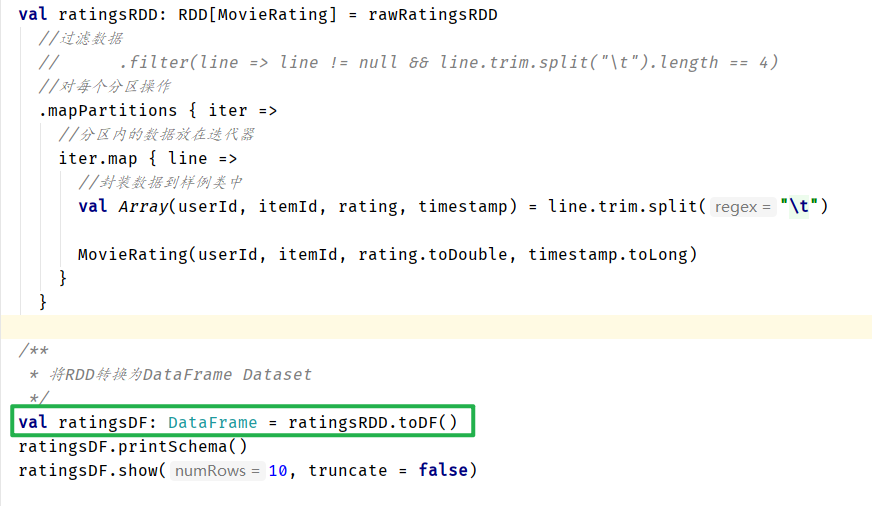 val ratingsRDD: RDD[MovieRating] = rawRatingsRDD
//过滤数据
//      .filter(line => line != null && line.trim.split("\t").length == 4)
//对每个分区操作
.mapPartitions { iter =>
//分区内的数据放在迭代器
iter.map { line =>
//封装数据到样例类中
val Array(userId, itemId, rating, timestamp) = line.trim.split( regex = "\t")
MovieRating(userId, itemId, rating.toDouble, timestamp.toLong)
}
}
/**
* 将RDD转换为DataFrame Dataset
*/
val ratingsDF: DataFrame = ratingsRDD.toDF()
ratingsDF.printSchema()
ratingsDF.show( numRows = 10, truncate = false)